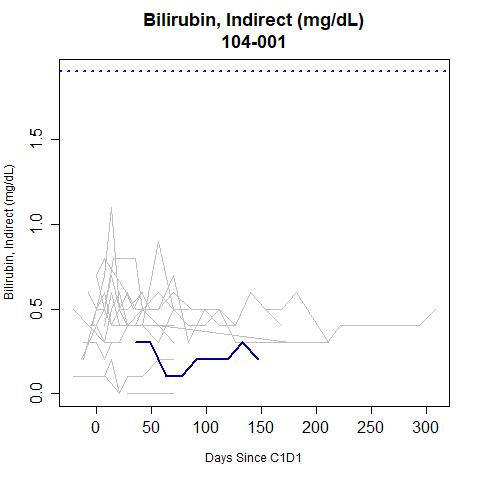 Bilirubin, Indirect (mg/dL)
104-001
Bilirubin, Indirect (mg/dL)
1.5
1.0
0.5
0.0
0 50 100 150 200 250 300
Days Since C1D1